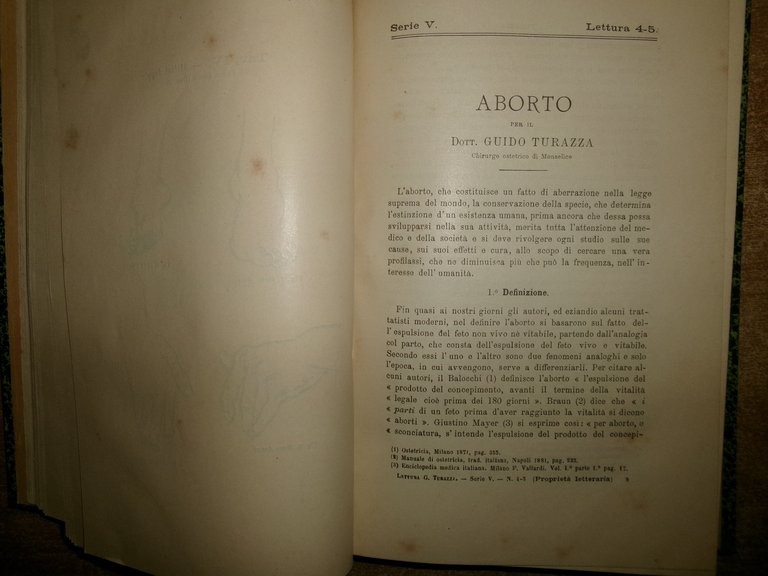 Serie V. Lettura 4-5.
ABORTO
PER IL
DOTT. GUIDO TURAZZA
Chirurgo ostetrico di Monselice
L'aborto, che costituisce un fatto di aberrazione nella legge
suprema del mondo, la conservazione della specie, che determina
l'estinzione d'un esistenza umana, prima ancora che dessa possa
svilupparsi nella sua attività, merita tutta l'attenzione del me-
dico e della società e si deve rivolgere ogni studio sulle sue
cause, sui suoi effetti e cura, allo scopo di cercare una vera
profilassi, che ne diminuisca più che può la frequenza, nell'in-
teresse dell'umanità.
1.º Definizione.
Fin quasi ai nostri giorni gli autori, ed eziandio alcuni trat-
tatisti moderni, nel definire l'aborto si basarono sul fatto del-
l'espulsione del feto non vivo nè vitabile, partendo dall'analogia
col parto, che consta dell'espulsione del feto vivo e vitabile.
Secondo essi l'uno e l'altro sono due fenomeni analoghi e solo
l'epoca, in cui avvengono, serve a differenziarli. Per citare
alcuni autori, il Balocchi (1) definisce l'aborto « l'espulsione del
« prodotto del concepimento, avanti il termine della vitalità
« legale cioè prima dei 180 giorni ». Braun (2) dice che « i
« parti di un feto prima d'aver raggiunto la vitalità si dicono
« aborti ». Giustino Mayer (3) si esprime così: « per aborto, o
« sconciatura, s'intende l'espulsione del prodotto del concepi-
(1) Ostetricia, Milano 1871, pag. 355.
(2) Manuale di ostetricia, trad. italiana, Napoli 1881, pag.
(3) Enciclopedia medica italiana. Milano F. Vallardi. Vol. 1.º parte 1.ª pag. 17.
LETTURA G. TURAZZA. — Serie V. — N. 4-5 (Proprietà letteraria) 9